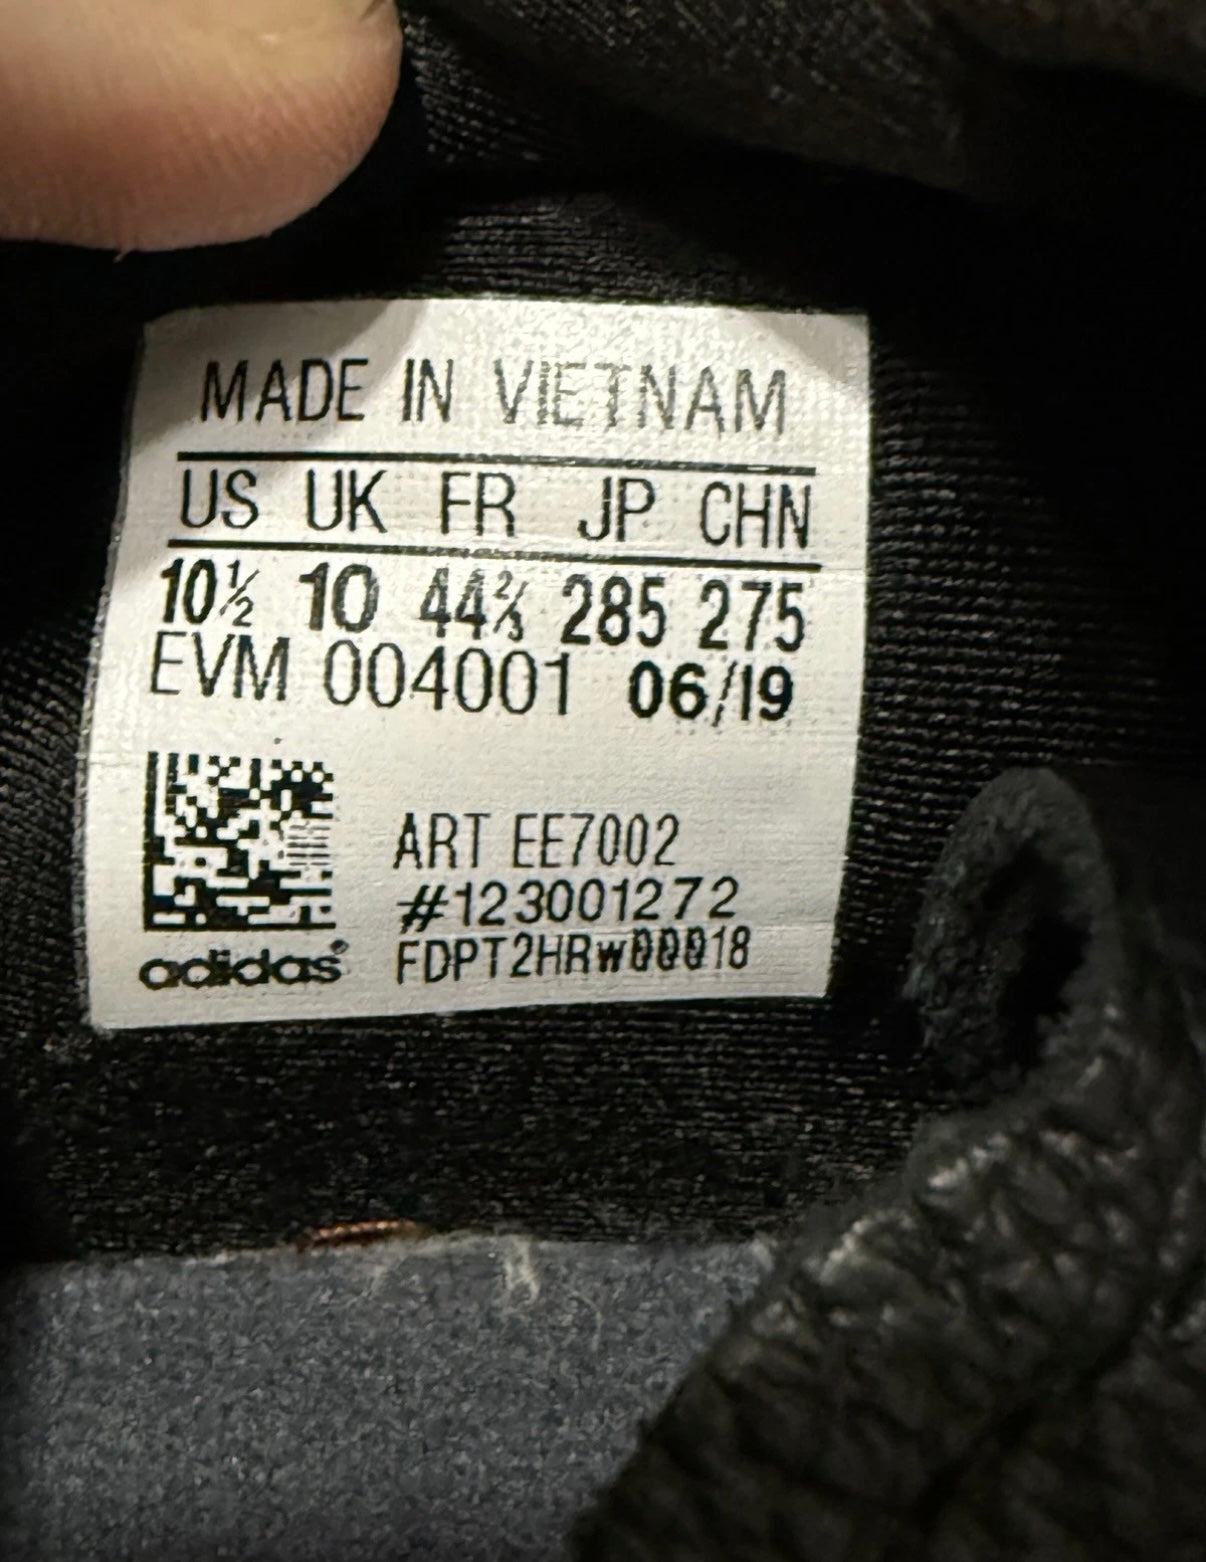 MADE IN VIETNAM
US UK FR JP CHN
10½ 10 44⅔ 285 275
EVM 004001 06/19
ART EE7002
#123001272
FDPT2HRW00018
adidas®